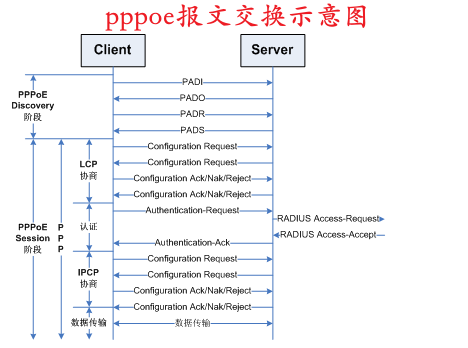 pppoe报文交换示意图
Client
Server
PADI
PADO
PADR
PADS
PPPoE
Discovery
阶段
Configuration Request
Configuration Request
Configuration Ack/Nak/Reject
Configuration Ack/Nak/Reject
LCP
协商
Authentication-Request
RADIUS Access-Request
RADIUS Access-Accept
Authentication-Ack
认证
PPPoE
Session
阶段
P
P
P
Configuration Request
Configuration Request
Configuration Ack/Nak/Reject
Configuration Ack/Nak/Reject
IPCP
协商
数据传输
数据传输